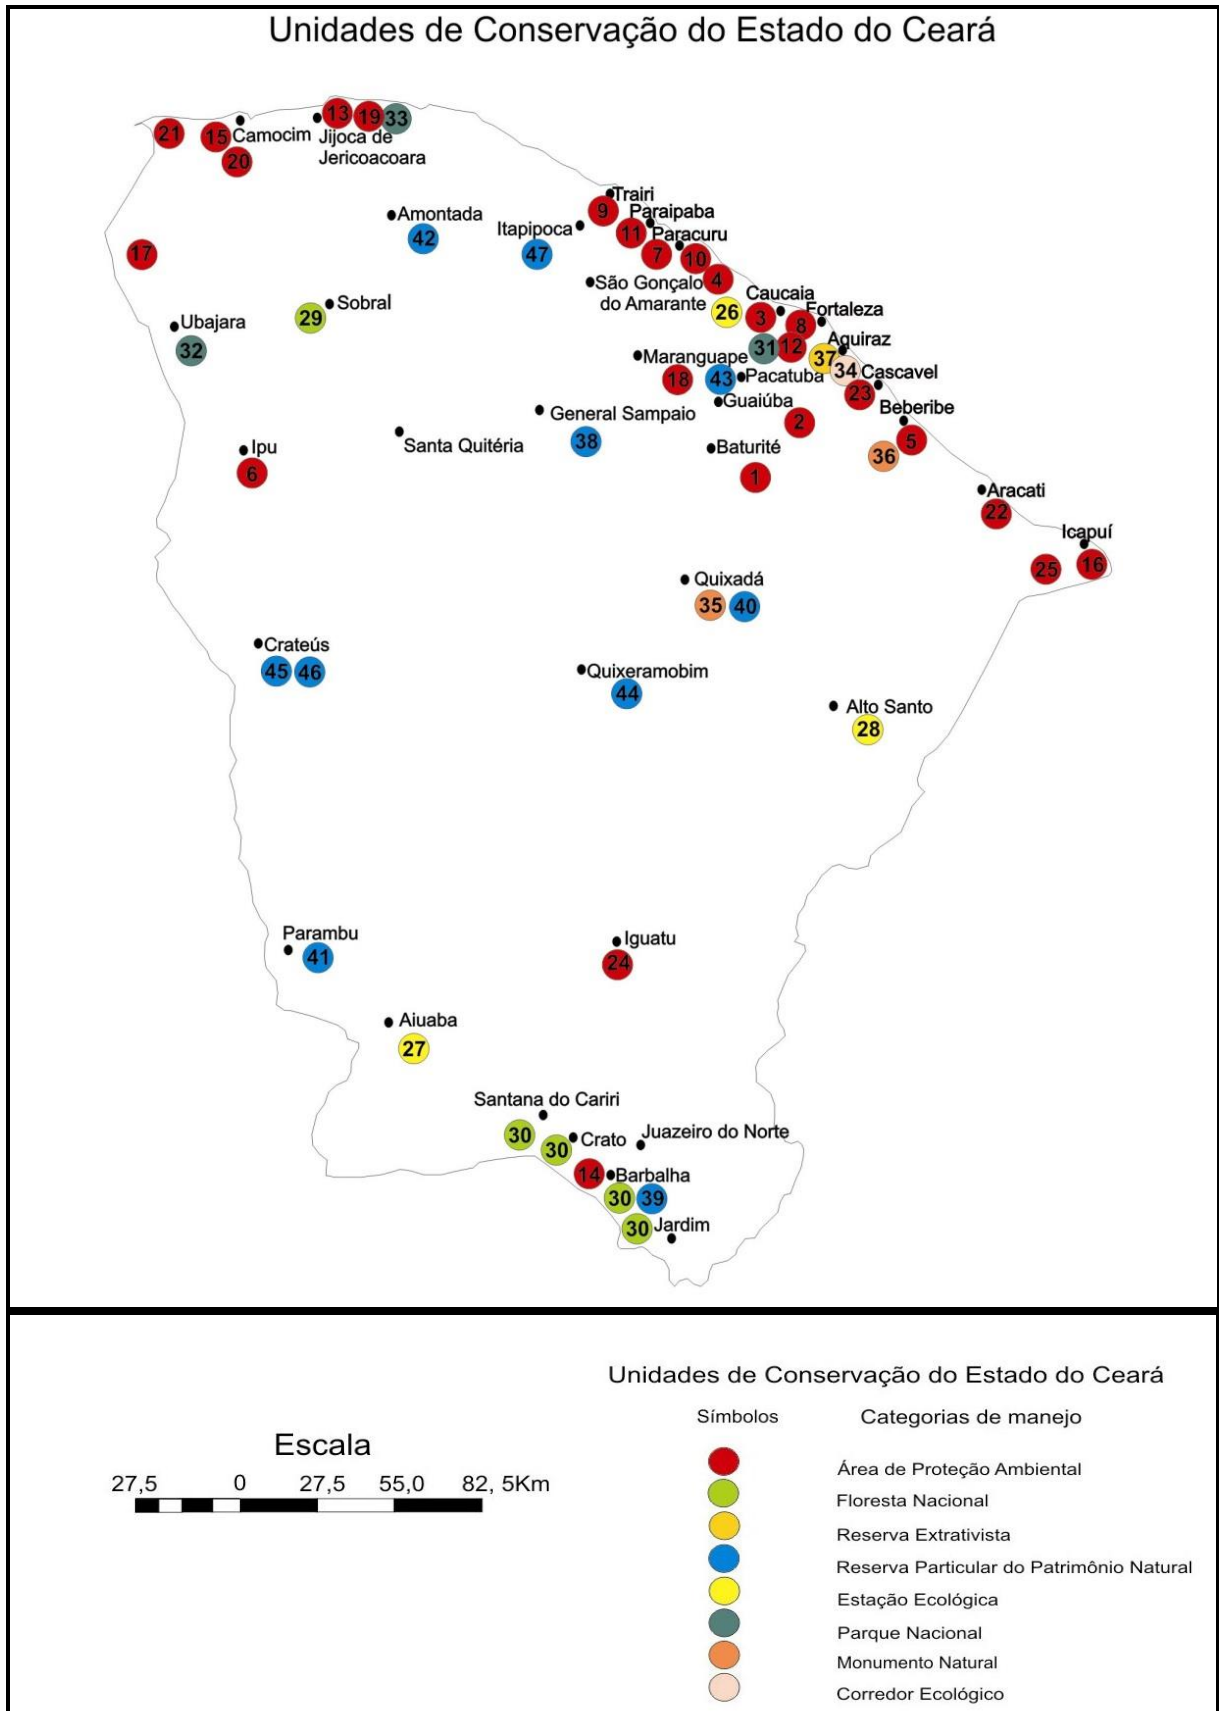 Unidades de Conservação do Estado do Ceará
13 19 33
21 15 Camocim Jijoca de
20 Jericoacoara
Trairi
9 Paraipaba
Amontada
42
Itapipoca
47
11 Paracuru
7 10
17
4
São Gonçalo
do Amarante
26
Caucaia
3
8 Fortaleza
Sobral
29
Ubajara
32
31 12 Aquiraz
37
34 Cascavel
23
Maranguape
18 43 Pacatuba
Guaiúba
2
Beberibe
5
36
General Sampaio
38
Santa Quitéria
Baturité
1
Ipu
6
Aracati
22
Icapuí
25 16
Quixadá
35 40
Crateús
45 46
Quixeramobim
44
Alto Santo
28
Parambu
41
Iguatu
24
Aiuaba
27
Santana do Cariri
30
30 Crato
Juazeiro do Norte
14 Barbalha
30 39
30 Jardim
Escala
27,5 0 27,5 55,0 82, 5Km
Unidades de Conservação do Estado do Ceará
Símbolos Categorias de manejo
Área de Proteção Ambiental
Floresta Nacional
Reserva Extrativista
Reserva Particular do Patrimônio Natural
Estação Ecológica
Parque Nacional
Monumento Natural
Corredor Ecológico